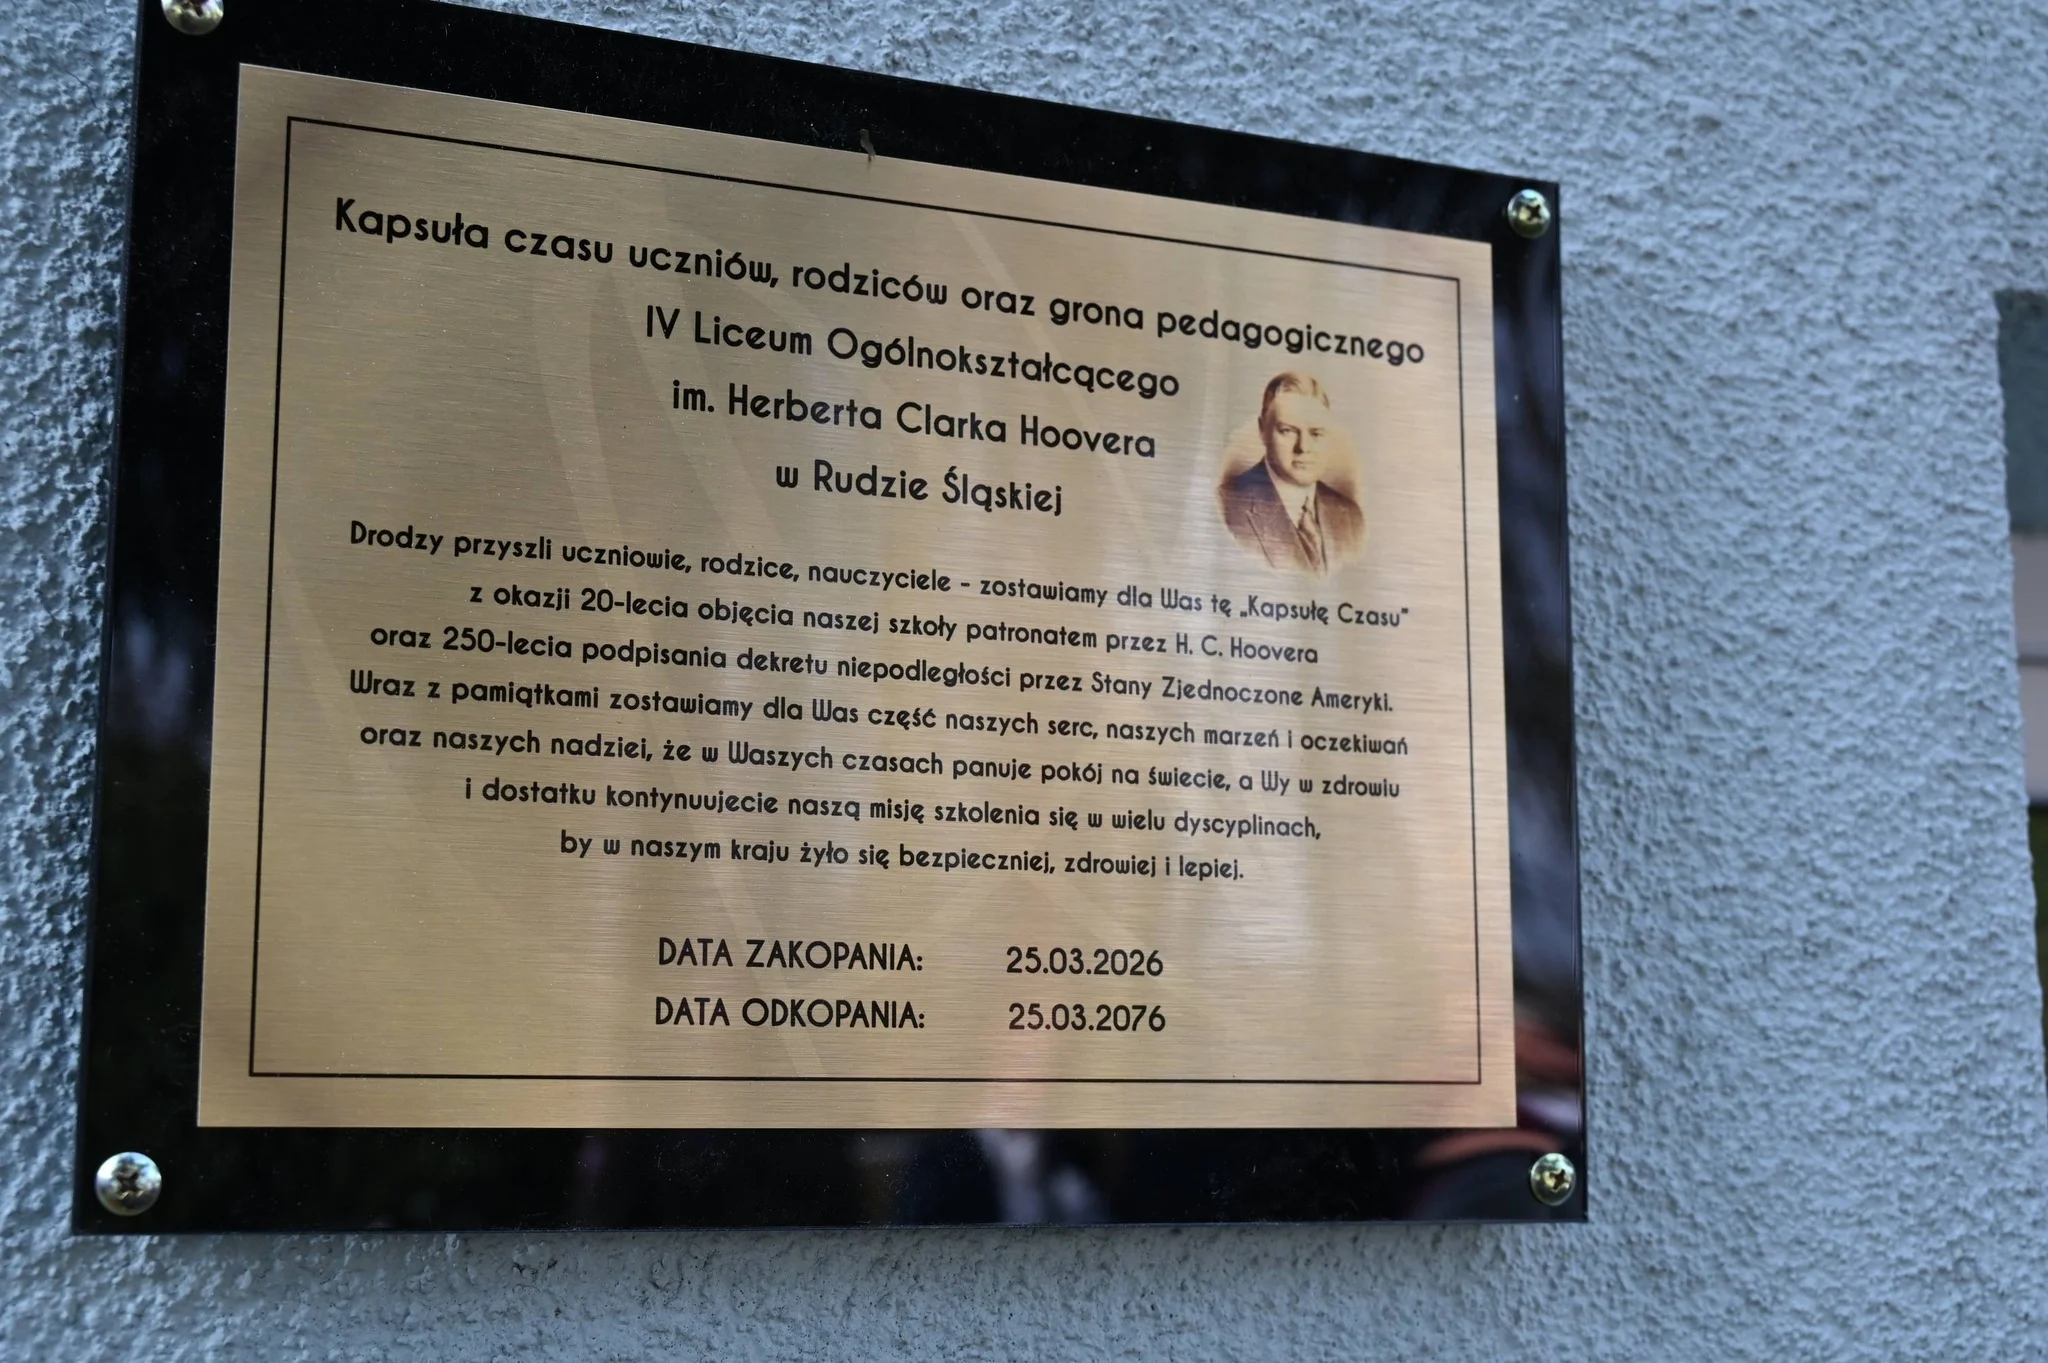 Kapsuła czasu uczniów, rodziców oraz grona pedagogicznego
IV Liceum Ogólnokształcącego
im. Herberta Clarka Hoovera
w Rudzie Śląskiej
Drodzy przyszli uczniowie, rodzice, nauczyciele - zostawiamy dla Was tę „Kapsułę Czasu"
z okazji 20-lecia objęcia naszej szkoły patronatem przez H. C. Hoovera
oraz 250-lecia podpisania dekretu niepodległości przez Stany Zjednoczone Ameryki.
Wraz z pamiątkami zostawiamy dla Was część naszych serc, naszych marzeń i oczekiwań
oraz naszych nadziei, że w Waszych czasach panuje pokój na świecie, a Wy w zdrowiu
i dostatku kontynuujecie naszą misję szkolenia się w wielu dyscyplinach,
by w naszym kraju żyło się bezpieczniej, zdrowiej i lepiej.
DATA ZAKOPANIA: 25.03.2026
DATA ODKOPANIA: 25.03.2076